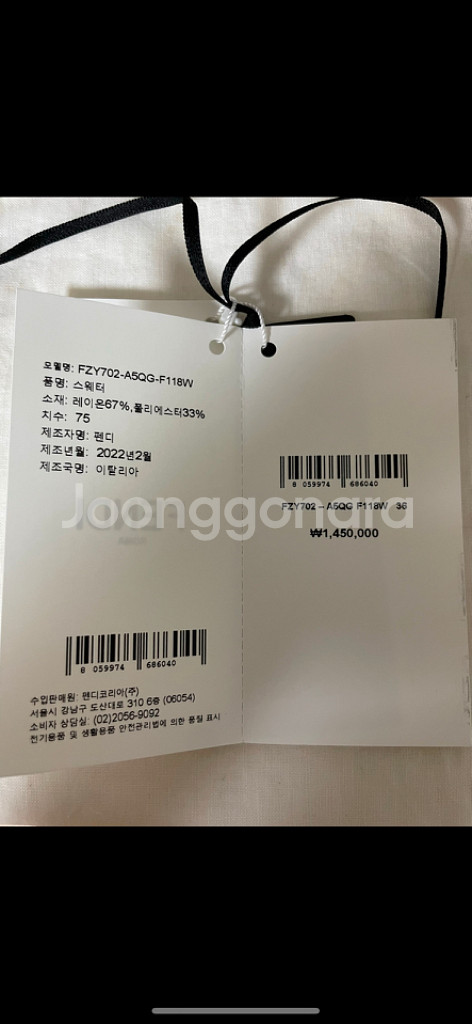 모델명: FZY702-A5QG-F118W
품명: 스웨터
소재: 레이온67%,폴리에스터33%
치수: 75
제조자명: 펜디
제조년월: 2022년2월
제조국명: 이탈리아
8 059974 686040
수입판매원: 펜디코리아(주)
서울시 강남구 도산대로 310 6층 (06054)
소비자 상담실: (02)2056-9092
전기용품 및 생활용품 안전관리법에 의한 품질 표시
8 059974 686040
FZY702 - A5QG F118W 36
₩1,450,000
Joonggonara